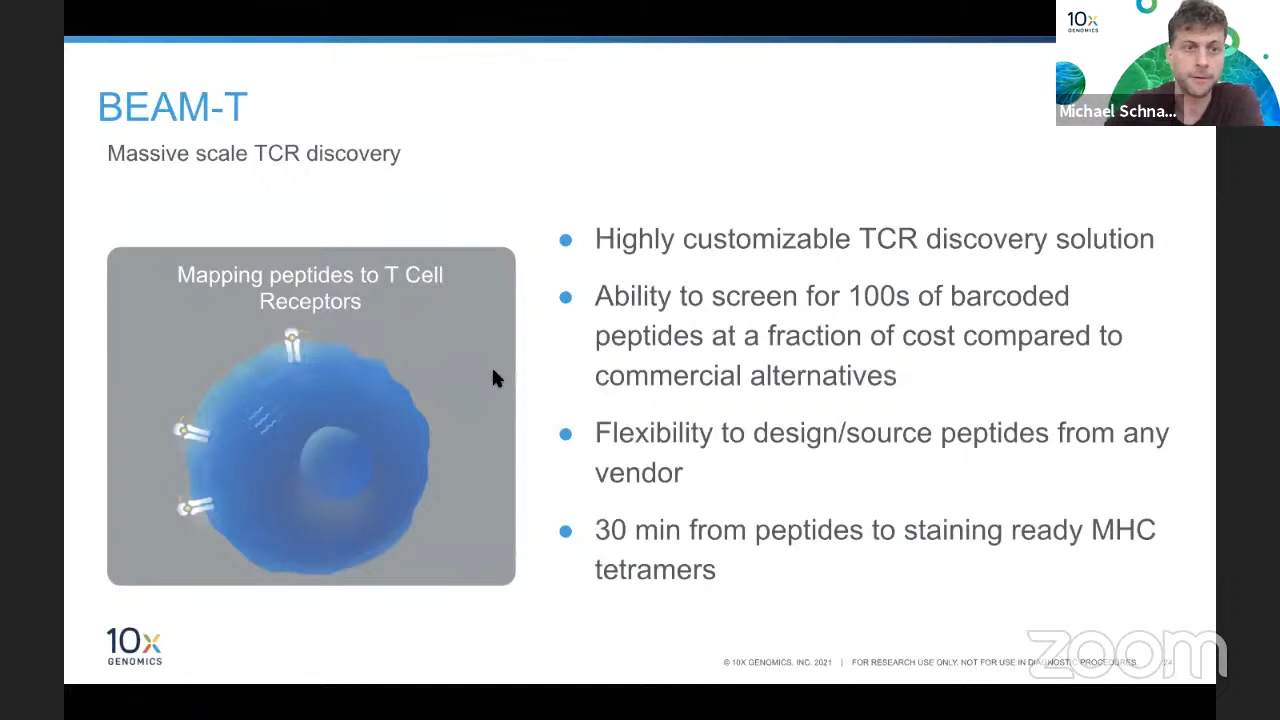 10x
GENOMICS
Michael Schna...
BEAM-T
Massive scale TCR discovery
Mapping peptides to T Cell
Receptors
● Highly customizable TCR discovery solution
● Ability to screen for 100s of barcoded
peptides at a fraction of cost compared to
commercial alternatives
● Flexibility to design/source peptides from any
vendor
● 30 min from peptides to staining ready MHC
tetramers
10x
GENOMICS
© 10X GENOMICS, INC. 2021 | FOR RESEARCH USE ONLY. NOT FOR USE IN DIAGNOSTIC PROCEDURES. 24
zoom